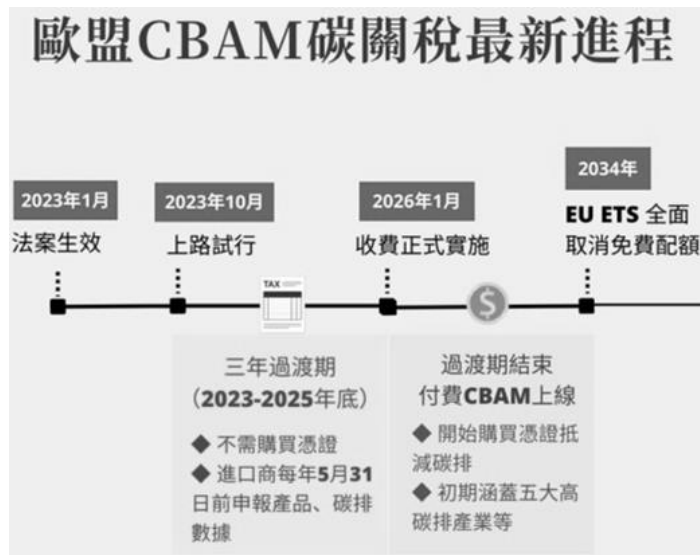 歐盟CBAM碳關稅最新進程
2023年1月
法案生效
2023年10月
上路試行
2026年1月
收費正式實施
2034年
EU ETS 全面
取消免費配額
TAX
$
三年過渡期
（2023-2025年底）
◆ 不需購買憑證
◆ 進口商每年5月31
日前申報產品、碳排
數據
過渡期結束
付費CBAM上線
◆ 開始購買憑證抵
減碳排
◆ 初期涵蓋五大高
碳排產業等